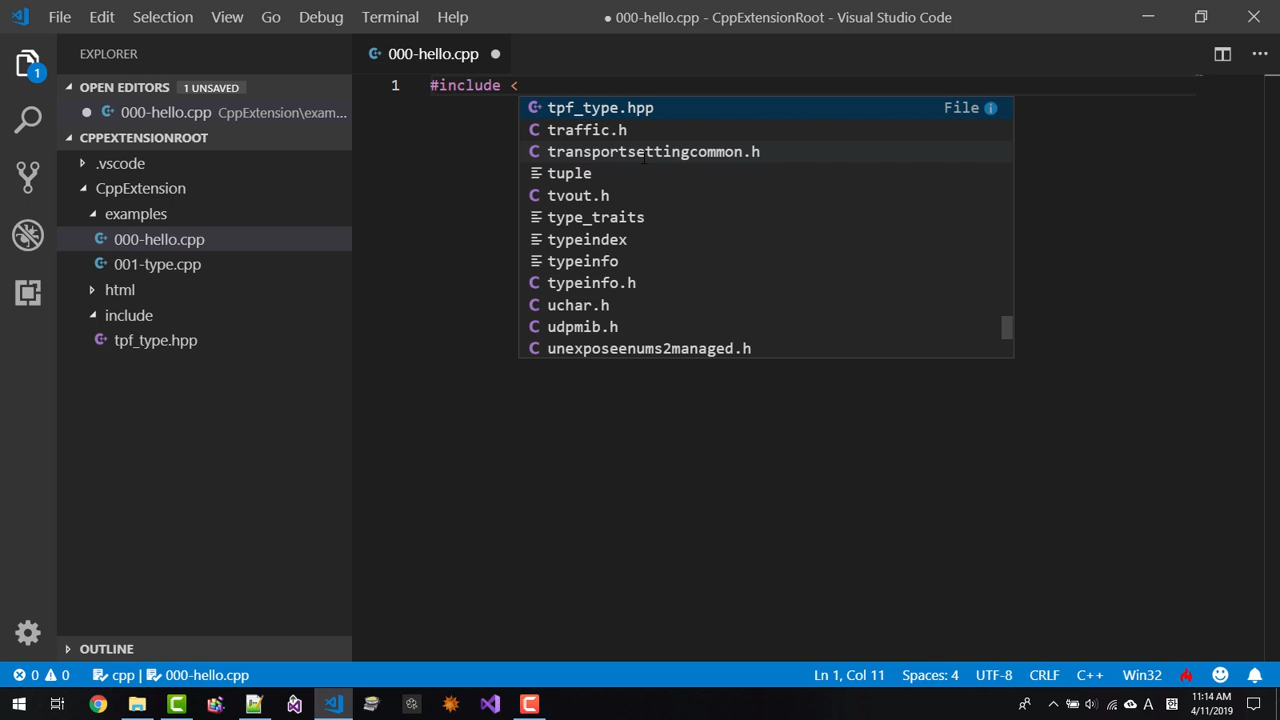 File Edit Selection View Go Debug Terminal Help
● 000-hello.cpp - CppExtensionRoot - Visual Studio Code
EXPLORER
OPEN EDITORS 1 UNSAVED
000-hello.cpp CppExtension\exam...
CPPEXTENSIONROOT
.vscode
CppExtension
examples
000-hello.cpp
001-type.cpp
html
include
tpf_type.hpp
OUTLINE
1
000-hello.cpp
1 #include <
tpf_type.hpp File
traffic.h
transportsettingcommon.h
tuple
tvout.h
type_traits
typeindex
typeinfo
typeinfo.h
uchar.h
udpmib.h
unexposeenums2managed.h
0 0 cpp | 000-hello.cpp Ln 1, Col 11 Spaces: 4 UTF-8 CRLF C++ Win32
A 11:14 AM
4/11/2019